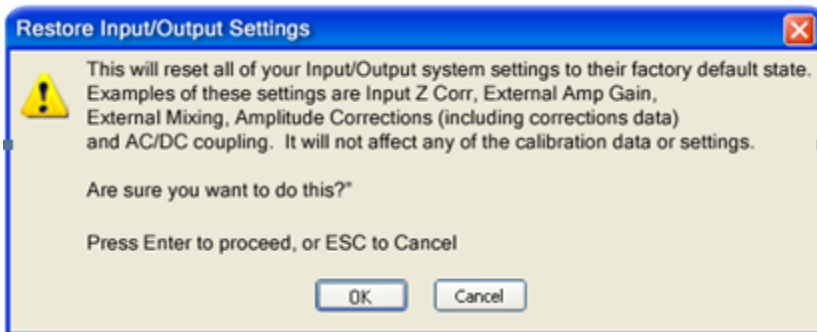 Restore Input/Output Settings
This will reset all of your Input/Output system settings to their factory default state.
Examples of these settings are Input Z Corr, External Amp Gain,
External Mixing, Amplitude Corrections (including corrections data)
and AC/DC coupling.  It will not affect any of the calibration data or settings.
Are sure you want to do this?"
Press Enter to proceed, or ESC to Cancel
OK
Cancel